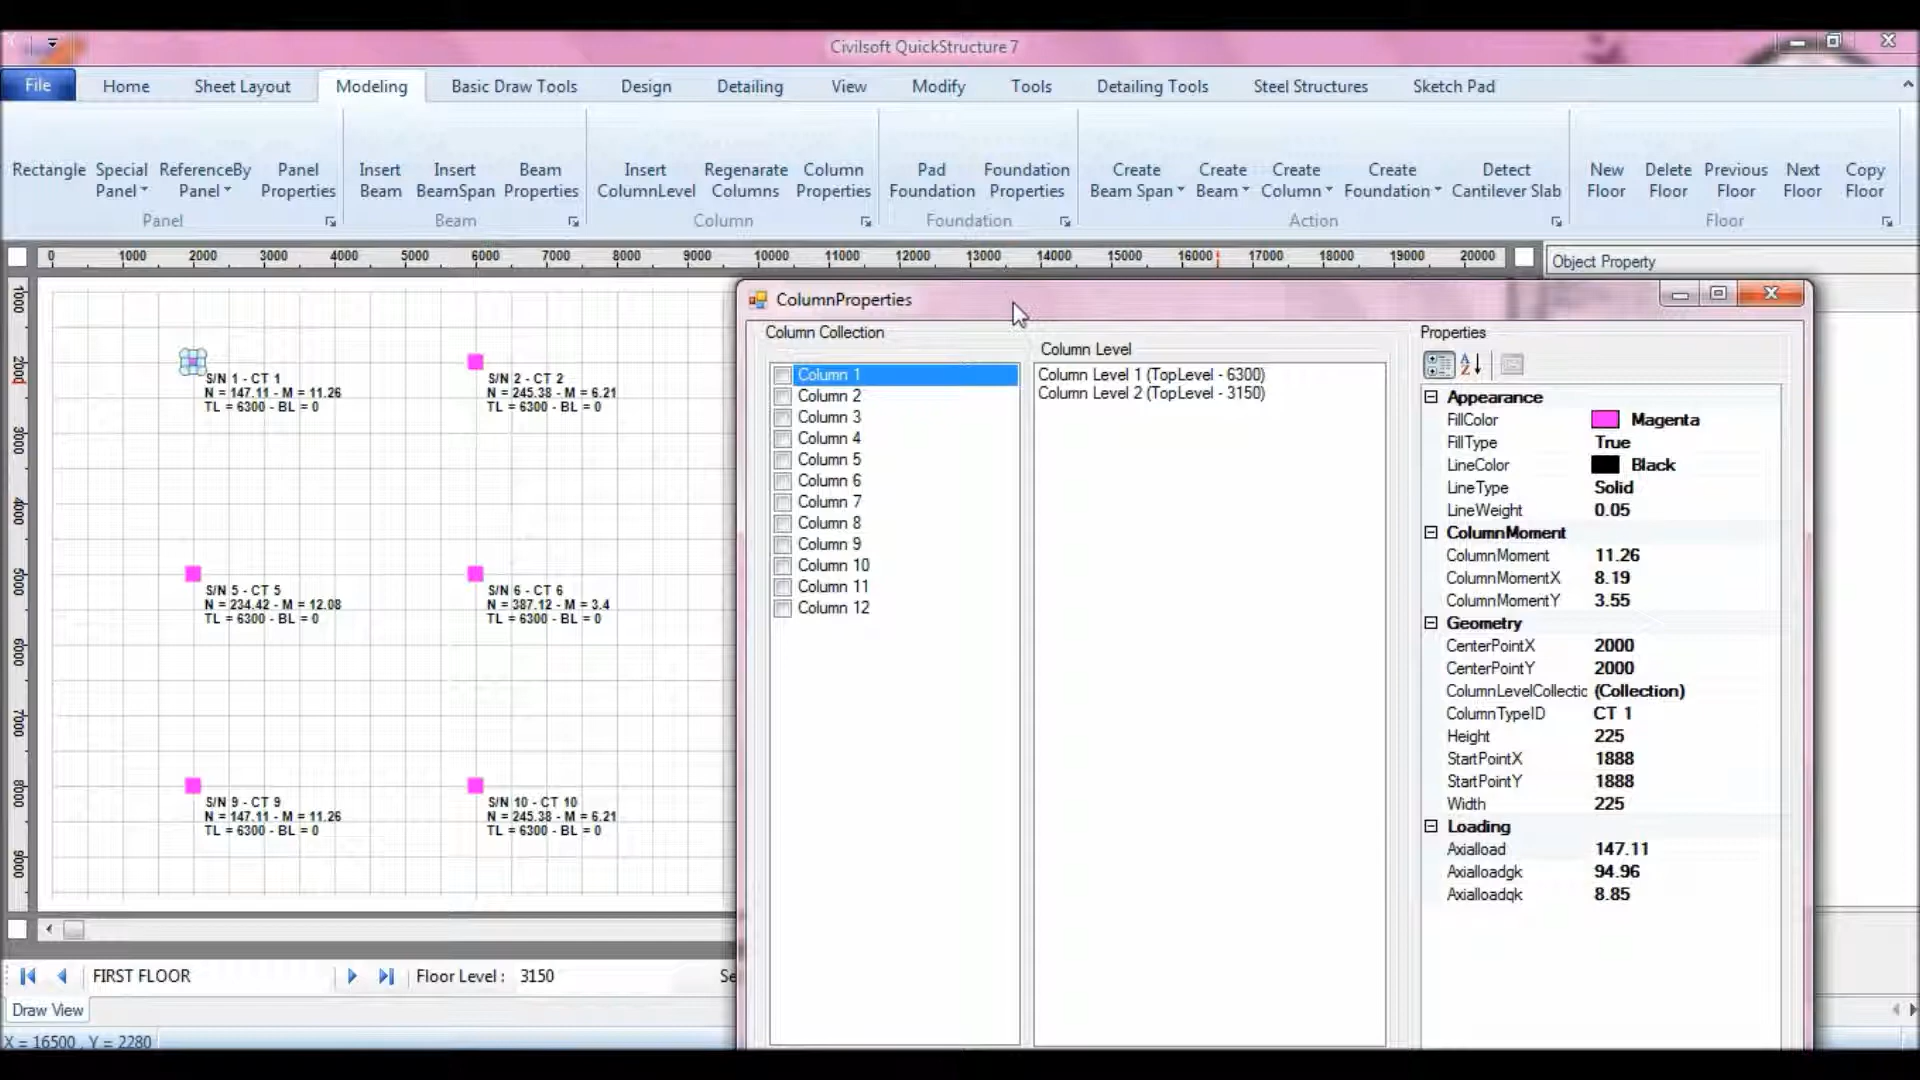 Civilsoft QuickStructure 7
File Home Sheet Layout Modeling Basic Draw Tools Design Detailing View Modify Tools Detailing Tools Steel Structures Sketch Pad
Rectangle
Special Panel
ReferenceBy Panel
Panel Properties
Panel
Insert Beam
Insert BeamSpan
Beam Properties
Beam
Insert ColumnLevel
Regenarate Columns
Column Properties
Column
Pad Foundation
Foundation Properties
Foundation
Create Beam Span
Create Beam
Create Column
Create Foundation
Detect Cantilever Slab
Action
New Floor
Delete Floor
Previous Floor
Next Floor
Copy Floor
Floor
0 1000 2000 3000 4000 5000 6000 7000 8000 9000 10000 11000 12000 13000 14000 15000 16000 17000 18000 19000 20000
Object Property
1000
2000
3000
4000
5000
6000
7000
8000
9000
S/N 1 - CT 1
N = 147.11 - M = 11.26
TL = 6300 - BL = 0
S/N 2 - CT 2
N = 245.38 - M = 6.21
TL = 6300 - BL = 0
S/N 5 - CT 5
N = 234.42 - M = 12.08
TL = 6300 - BL = 0
S/N 6 - CT 6
N = 387.12 - M = 3.4
TL = 6300 - BL = 0
S/N 9 - CT 9
N = 147.11 - M = 11.26
TL = 6300 - BL = 0
S/N 10 - CT 10
N = 245.38 - M = 6.21
TL = 6300 - BL = 0
ColumnProperties
Column Collection
Column 1
Column 2
Column 3
Column 4
Column 5
Column 6
Column 7
Column 8
Column 9
Column 10
Column 11
Column 12
Column Level
Column Level 1 (TopLevel - 6300)
Column Level 2 (TopLevel - 3150)
Properties
Appearance
FillColor Magenta
FillType True
LineColor Black
LineType Solid
LineWeight 0.05
ColumnMoment
ColumnMoment 11.26
ColumnMomentX 8.19
ColumnMomentY 3.55
Geometry
CenterPointX 2000
CenterPointY 2000
ColumnLevelCollectic (Collection)
ColumnTypeID CT 1
Height 225
StartPointX 1888
StartPointY 1888
Width 225
Loading
Axialload 147.11
Axialloadgk 94.96
Axialloadqk 8.85
FIRST FLOOR Floor Level : 3150 Se
Draw View
X = 16500 , Y = 2280